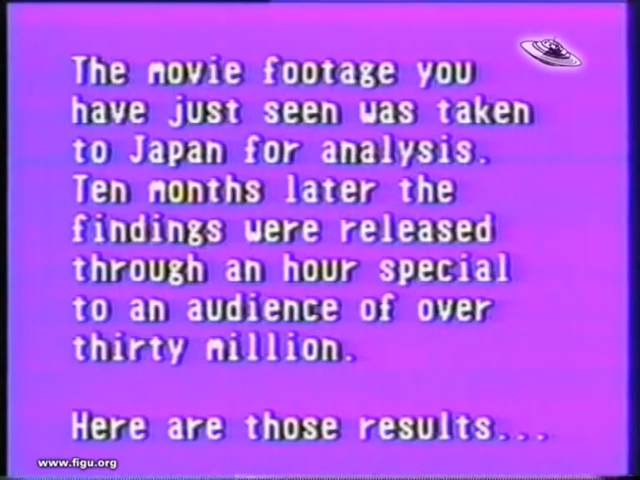 The movie footage you
have just seen was taken
to Japan for analysis.
Ten months later the
findings were released
through an hour special
to an audience of over
thirty million.
Here are those results...
www.figu.org